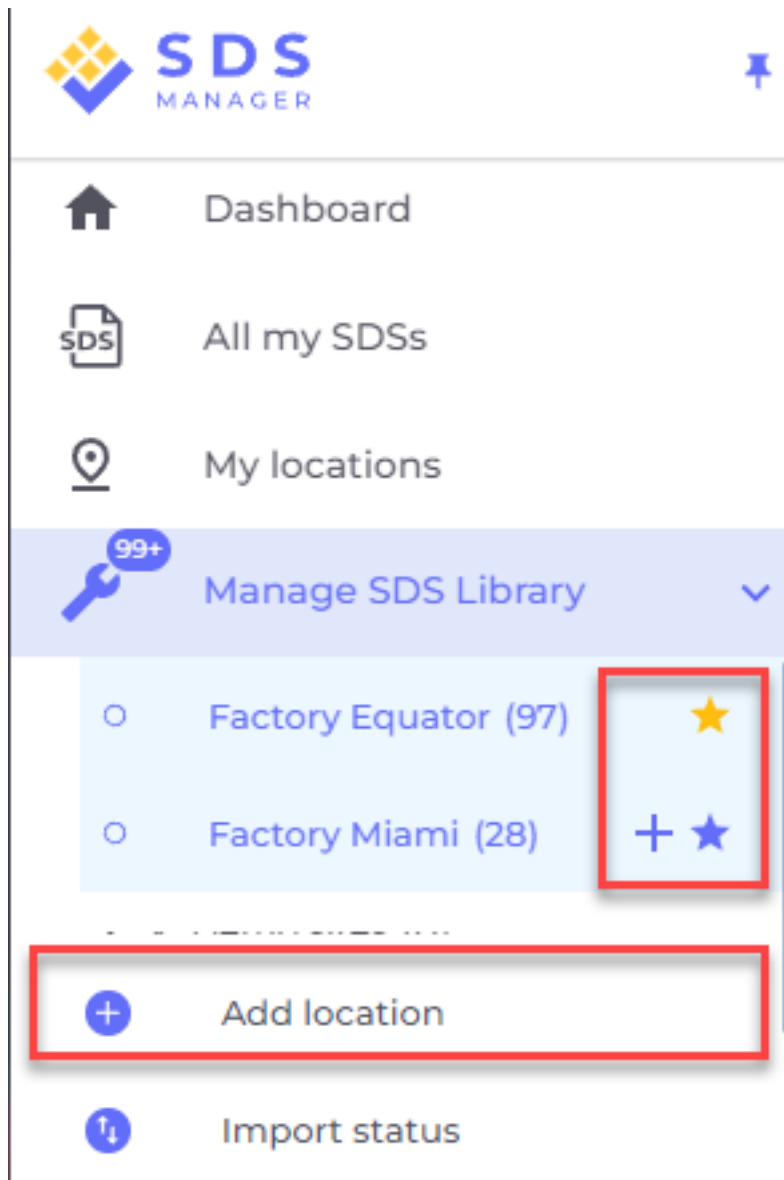 SDS
MANAGER
Dashboard
SDS
All my SDSs
My locations
99+
Manage SDS Library
Factory Equator (97)
Factory Miami (28)
Add location
Import status